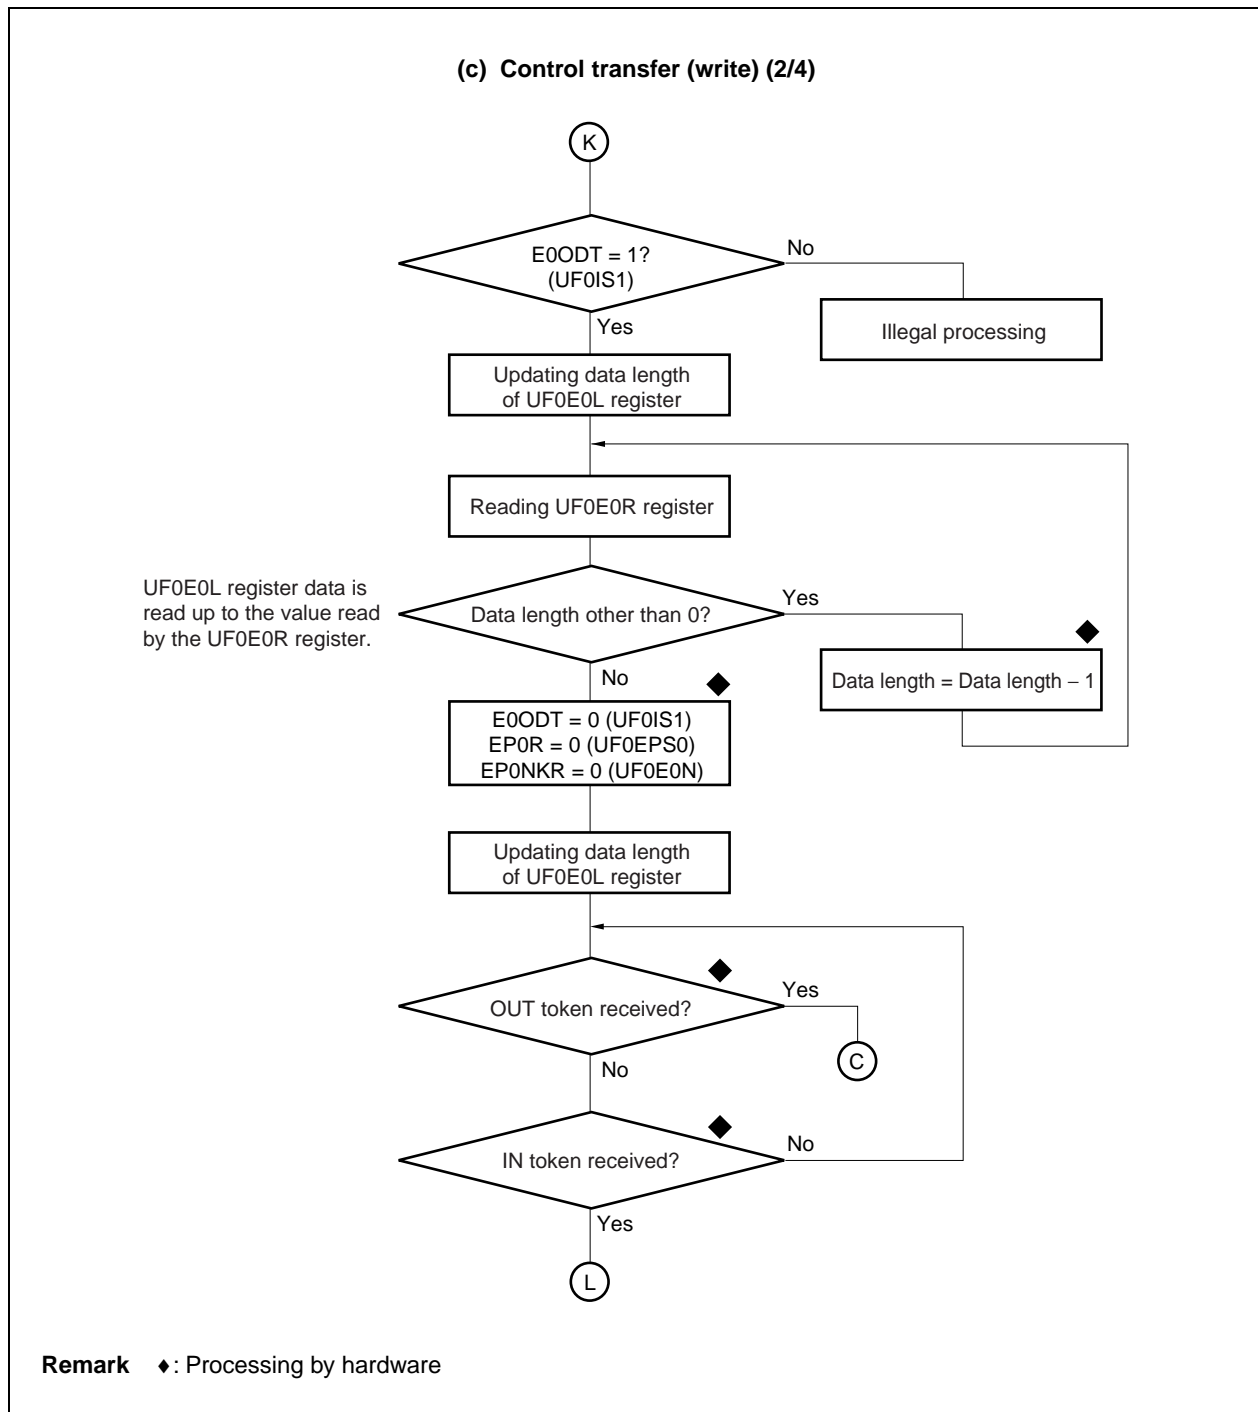 (c) Control transfer (write) (2/4)
K
E0ODT = 1?
(UF0IS1)
No
Yes
Illegal processing
Updating data length
of UF0E0L register
Reading UF0E0R register
UF0E0L register data is
read up to the value read
by the UF0E0R register.
Data length other than 0?
Yes
No
Data length = Data length – 1
E0ODT = 0 (UF0IS1)
EP0R = 0 (UF0EPS0)
EP0NKR = 0 (UF0E0N)
Updating data length
of UF0E0L register
OUT token received?
Yes
C
No
IN token received?
No
Yes
L
Remark ♦: Processing by hardware